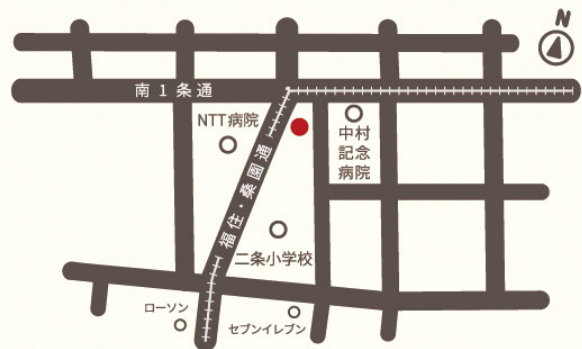 N
南1条通
NTT病院
中村
記念
病院
福住・桑園通
二条小学校
ローソン
セブンイレブン